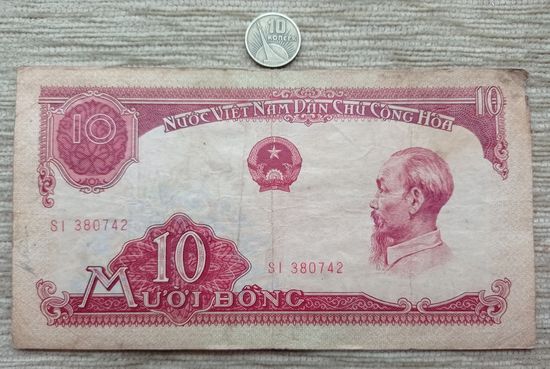 10
КОПЕЕК
10
NƯỚC VIỆT NAM DÂN CHỦ CỘNG HÒA
10
SI 380742
SI 380742
10
MƯỜI ĐỒNG